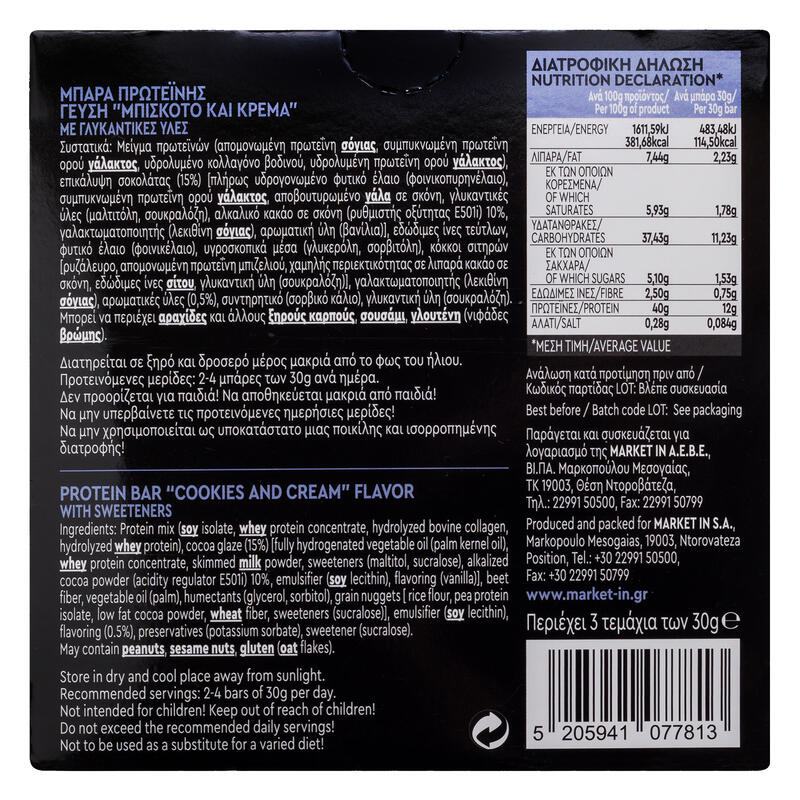 ΜΠΑΡΑ ΠΡΩΤΕΪΝΗΣ
ΓΕΥΣΗ "ΜΠΙΣΚΟΤΟ ΚΑΙ ΚΡΕΜΑ"
ΜΕ ΓΛΥΚΑΝΤΙΚΕΣ ΥΛΕΣ
Συστατικά: Μείγμα πρωτεϊνών (απομονωμένη πρωτεΐνη σόγιας, συμπυκνωμένη πρωτεΐνη
ορού γάλακτος, υδρολυμένο κολλαγόνο βοδινού, υδρολυμένη πρωτεΐνη ορού γάλακτος),
επικάλυψη σοκολάτας (15%) [πλήρως υδρογονωμένο φυτικό έλαιο (φοινικοπυρηνέλαιο),
συμπυκνωμένη πρωτεΐνη ορού γάλακτος, αποβουτυρωμένο γάλα σε σκόνη, γλυκαντικές
ύλες (μαλτιτόλη, σουκραλόζη), αλκαλικό κακάο σε σκόνη (ρυθμιστής οξύτητας E501i) 10%,
γαλακτωματοποιητής (λεκιθίνη σόγιας), αρωματική ύλη (βανίλια)], εδώδιμες ίνες τεύτλων,
φυτικό έλαιο (φοινικέλαιο), υγροσκοπικά μέσα (γλυκερόλη, σορβιτόλη), κόκκοι σιτηρών
[ρυζάλευρο, απομονωμένη πρωτεΐνη μπιζελιού, χαμηλής περιεκτικότητας σε λιπαρά κακάο σε
σκόνη, εδώδιμες ίνες σίτου, γλυκαντική ύλη (σουκραλόζη)], γαλακτωματοποιητή (λεκιθίνη
σόγιας), αρωματικές ύλες (0,5%), συντηρητικό (σορβικό κάλιο), γλυκαντική ύλη (σουκραλόζη).
Μπορεί να περιέχει αραχίδες και άλλους ξηρούς καρπούς, σουσάμι, γλουτένη (νιφάδες
βρώμης).
Διατηρείται σε ξηρό και δροσερό μέρος μακριά από το φως του ήλιου.
Προτεινόμενες μερίδες: 2-4 μπάρες των 30g ανά ημέρα.
Δεν προορίζεται για παιδιά! Να αποθηκεύεται μακριά από παιδιά!
Να μην υπερβαίνετε τις προτεινόμενες ημερήσιες μερίδες!
Να μην χρησιμοποιείται ως υποκατάστατο μιας ποικίλης και ισορροπημένης
διατροφής!
PROTEIN BAR "COOKIES AND CREAM" FLAVOR
WITH SWEETENERS
Ingredients: Protein mix (soy isolate, whey protein concentrate, hydrolyzed bovine collagen,
hydrolyzed whey protein), cocoa glaze (15%) [fully hydrogenated vegetable oil (palm kernel oil),
whey protein concentrate, skimmed milk powder, sweeteners (maltitol, sucralose), alkalized
cocoa powder (acidity regulator E501i) 10%, emulsifier (soy lecithin), flavoring (vanilla)], beet
fiber, vegetable oil (palm), humectants (glycerol, sorbitol), grain nuggets [ rice flour, pea protein
isolate, low fat cocoa powder, wheat fiber, sweeteners (sucralose)], emulsifier (soy lecithin),
flavoring (0.5%), preservatives (potassium sorbate), sweetener (sucralose).
May contain peanuts, sesame nuts, gluten (oat flakes).
Store in dry and cool place away from sunlight.
Recommended servings: 2-4 bars of 30g per day.
Not intended for children! Keep out of reach of children!
Do not exceed the recommended daily servings!
Not to be used as a substitute for a varied diet!
ΔΙΑΤΡΟΦΙΚΗ ΔΗΛΩΣΗ
NUTRITION DECLARATION*
Ανά 100g προϊόντος/ Ανά μπάρα 30g/
Per 100g of product Per 30g bar
ΕΝΕΡΓΕΙΑ/ENERGY 1611,59kJ 483,48kJ
381,68kcal 114,50kcal
ΛΙΠΑΡΑ/FAT 7,44g 2,23g
ΕΚ ΤΩΝ ΟΠΟΙΩΝ
ΚΟΡΕΣΜΕΝΑ/
OF WHICH
SATURATES 5,93g 1,78g
ΥΔΑΤΑΝΘΡΑΚΕΣ/
CARBOHYDRATES 37,43g 11,23g
ΕΚ ΤΩΝ ΟΠΟΙΩΝ
ΣΑΚΧΑΡΑ/
OF WHICH SUGARS 5,10g 1,53g
ΕΔΩΔΙΜΕΣ ΙΝΕΣ/FIBRE 2,50g 0,75g
ΠΡΩΤΕΪΝΕΣ/PROTEIN 40g 12g
ΑΛΑΤΙ/SALT 0,28g 0,084g
*ΜΕΣΗ ΤΙΜΗ/AVERAGE VALUE
Ανάλωση κατά προτίμηση πριν από /
Κωδικός παρτίδας LOT: Βλέπε συσκευασία
Best before / Batch code LOT: See packaging
Παράγεται και συσκευάζεται για
λογαριασμό της MARKET IN Α.Ε.Β.Ε.,
ΒΙ.ΠΑ. Μαρκοπούλου Μεσογαίας,
ΤΚ 19003, Θέση Ντοροβάτεζα,
Τηλ.: 22991 50500, Fax: 22991 50799
Produced and packed for MARKET IN S.A.,
Markopoulo Mesogaias, 19003, Ntorovateza
Position, Tel.: +30 22991 50500,
Fax: +30 22991 50799
www.market-in.gr
Περιέχει 3 τεμάχια των 30g℮
5 205941 077813